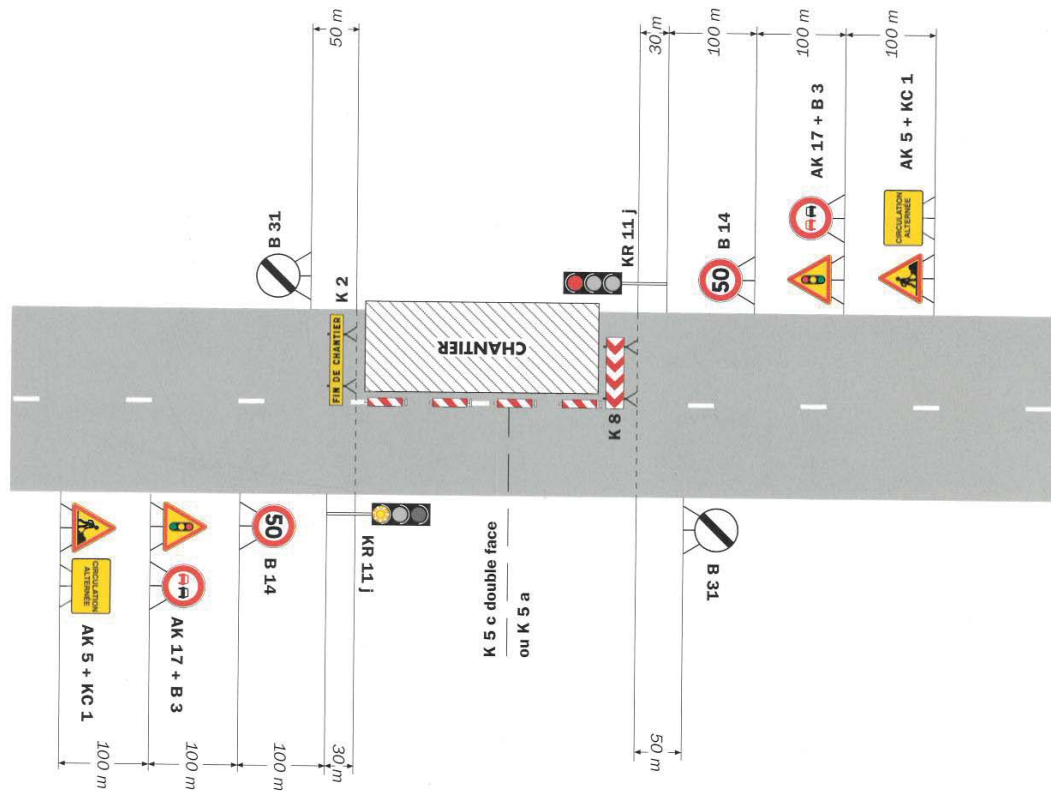 50 m
B 31
K 2
FIN DE CHANTIER
CHANTIER
K 8
K 5 c double face
ou K 5 a
30 m
100 m
100 m
100 m
KR 11 j
50
B 14
AK 17 + B 3
CIRCULATION
ALTERNÉE
AK 5 + KC 1
CIRCULATION
ALTERNÉE
AK 5 + KC 1
AK 17 + B 3
50
B 14
KR 11 j
100 m
100 m
100 m
30 m
B 31
50 m